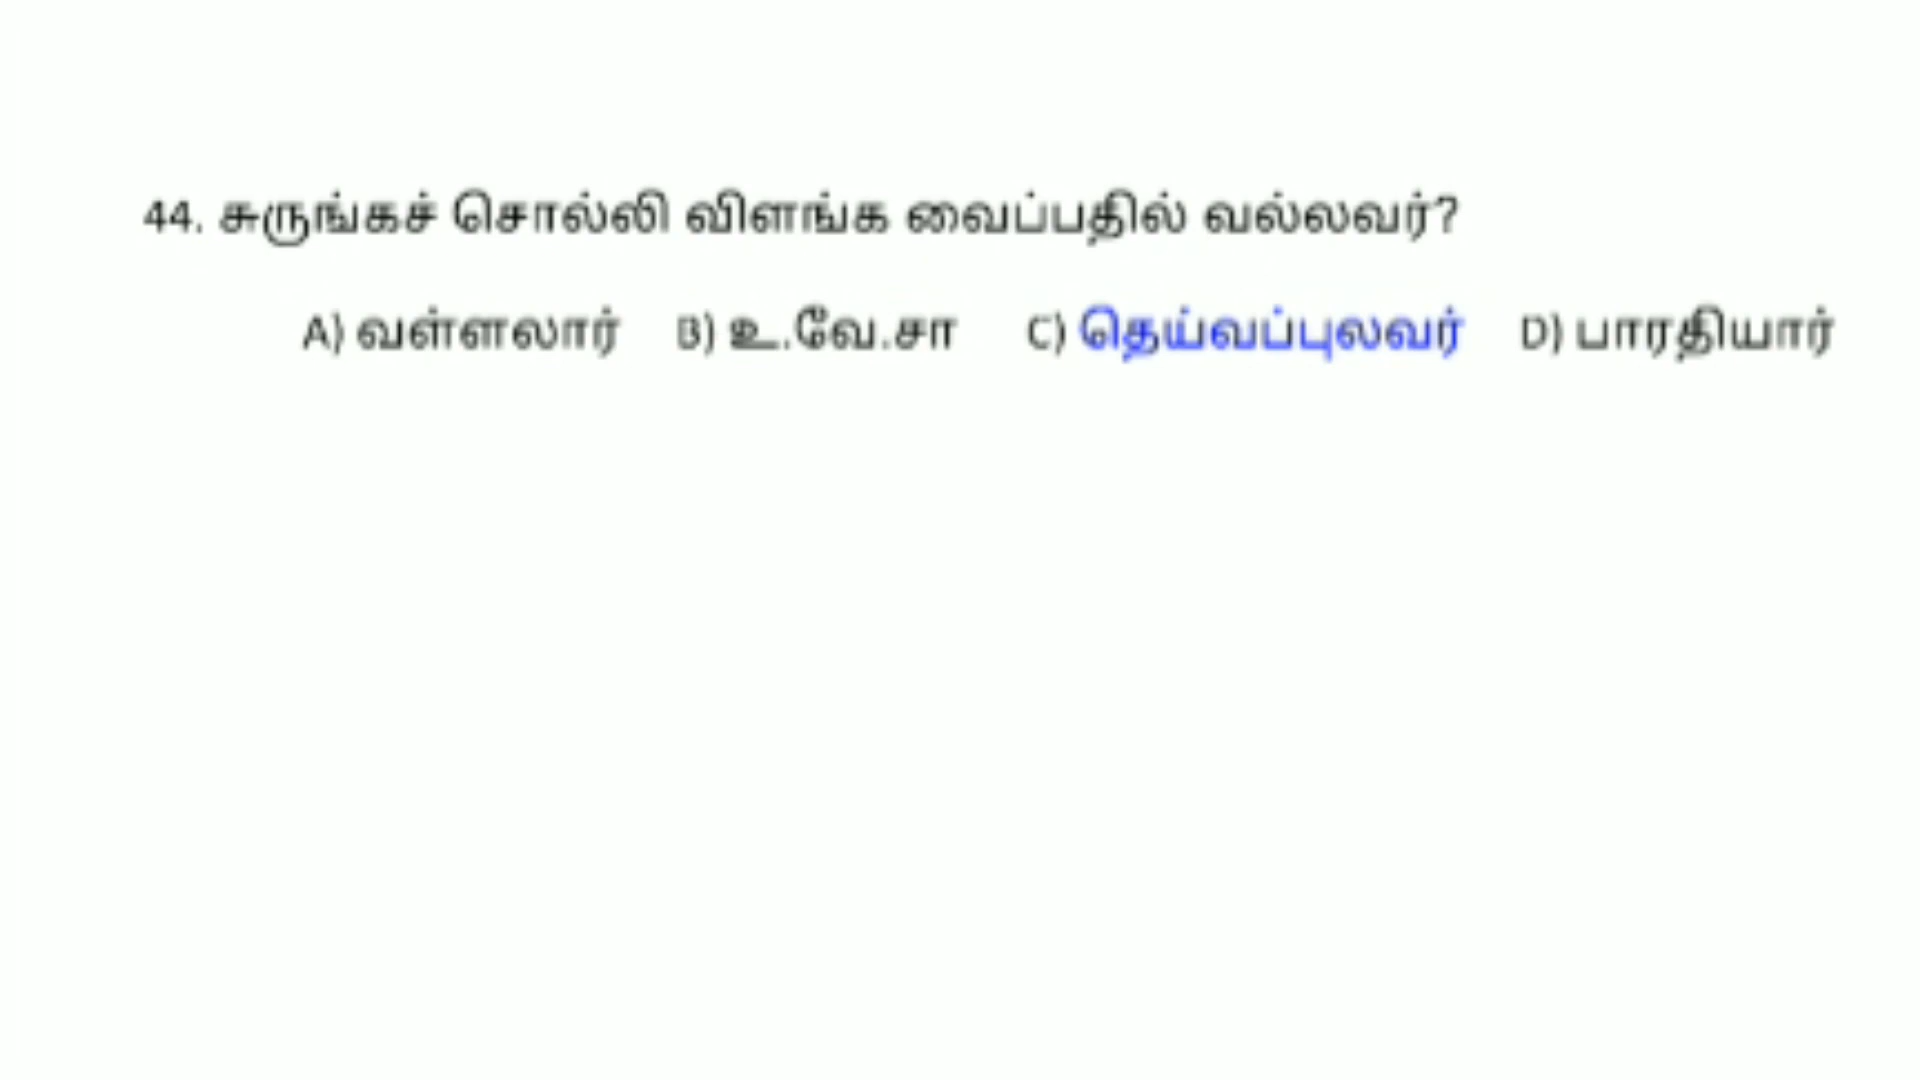 44. சுருங்கச் சொல்லி விளங்க வைப்பதில் வல்லவர்?
A) வள்ளலார் B) உ.வே.சா C) தெய்வப்புலவர் D) பாரதியார்